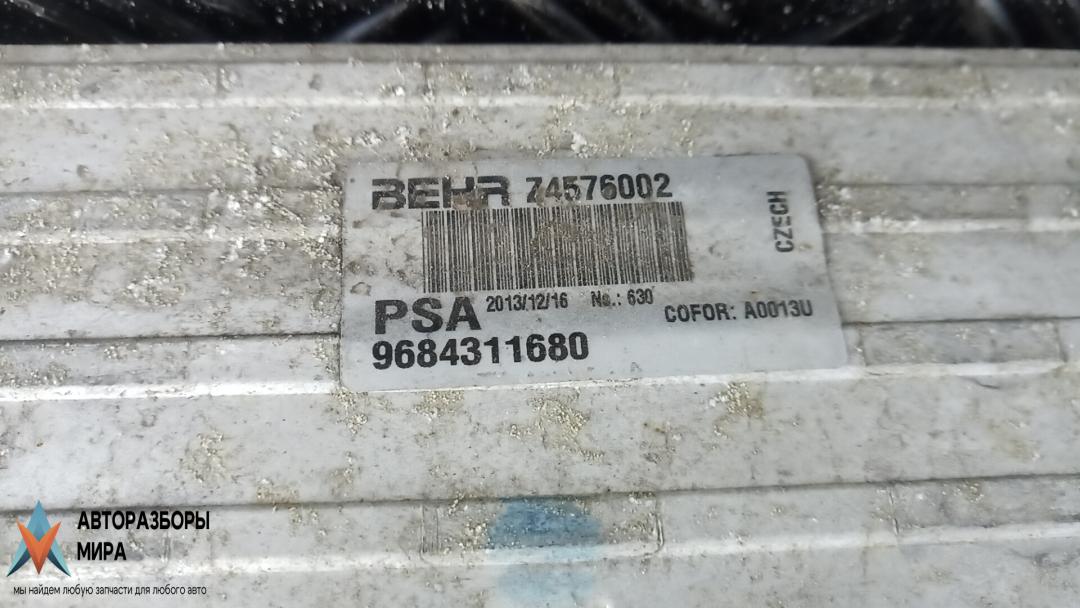 BEHR Z4576002
CZECH
PSA 2013/12/16 No.: 630 COFOR: A0013U
9684311680
АВТОРАЗБОРЫ
МИРА
мы найдем любую запчасти для любого авто